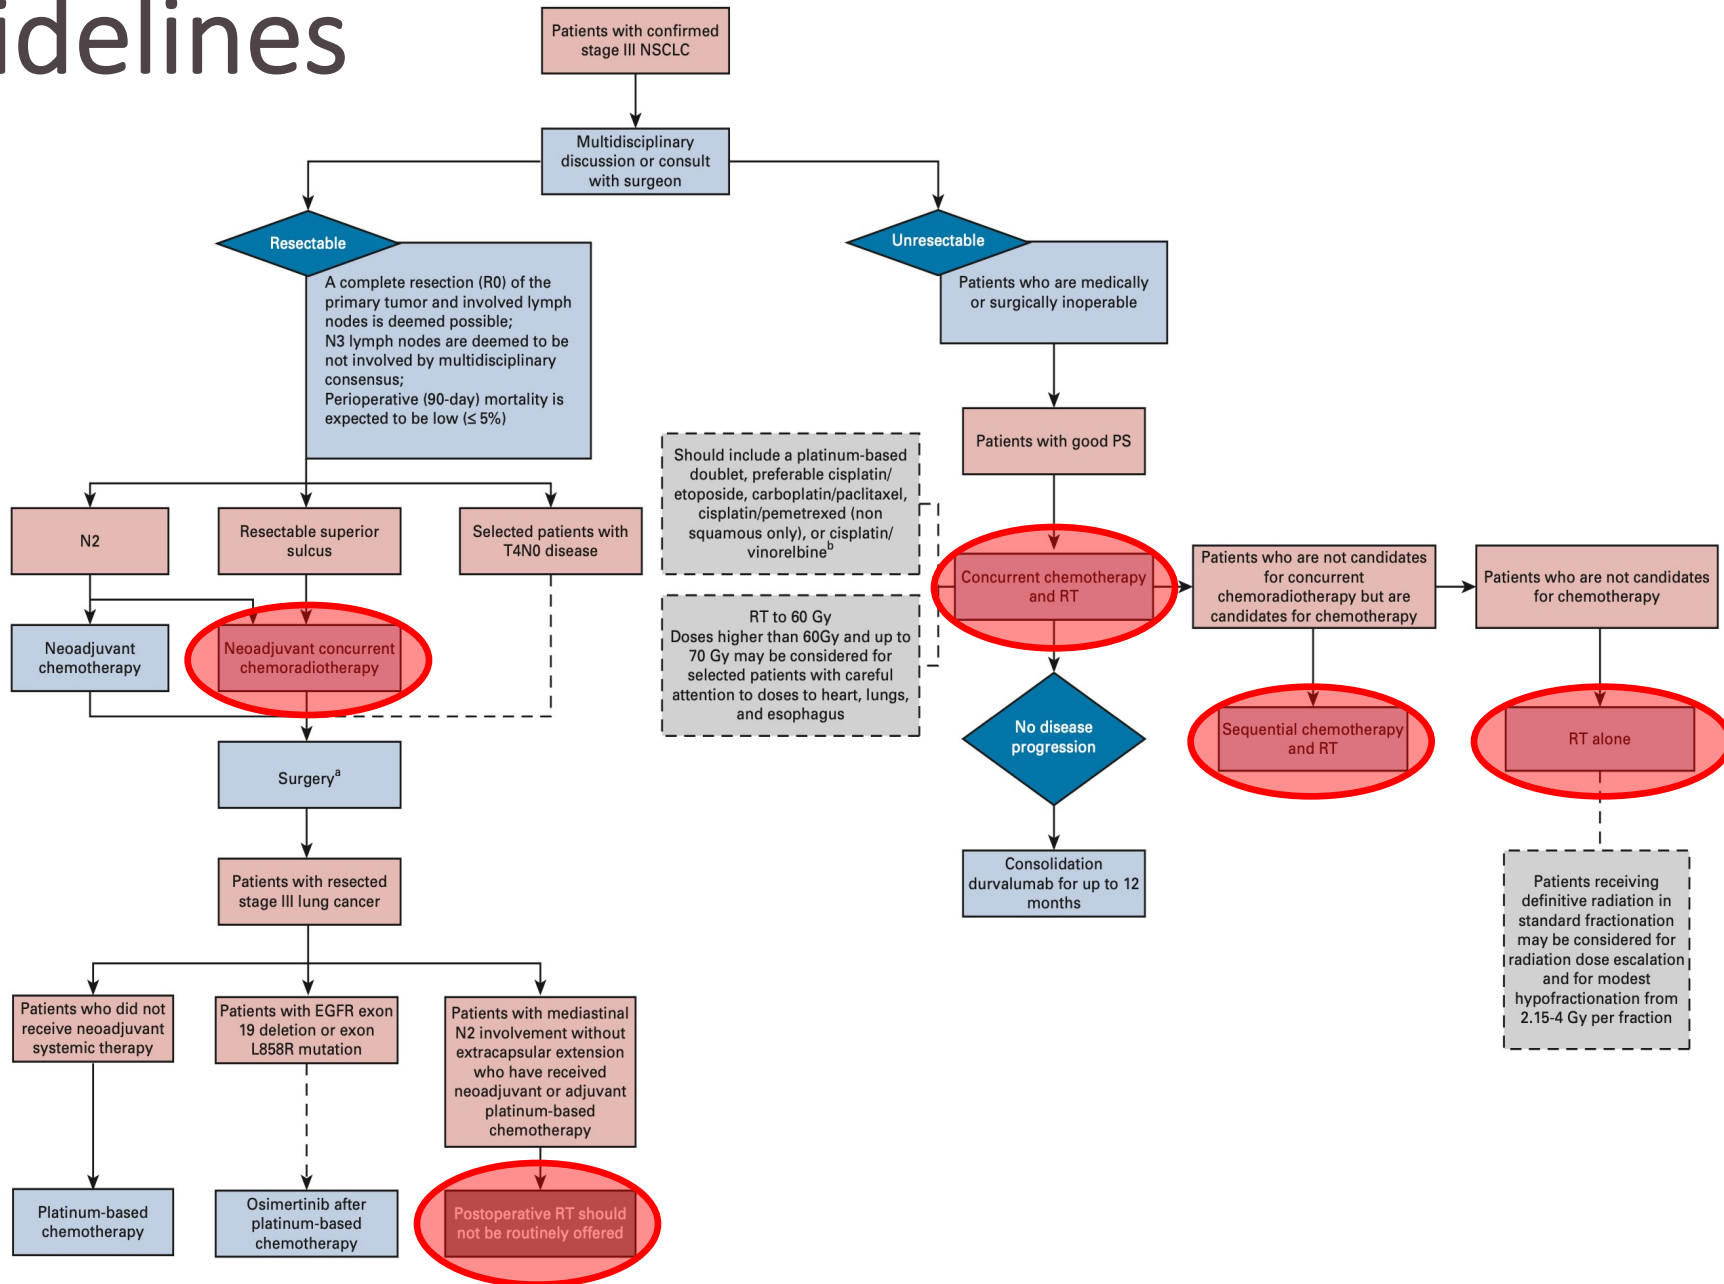 idelines
Patients with confirmed
stage III NSCLC
Multidisciplinary
discussion or consult
with surgeon
Resectable
A complete resection (R0) of the
primary tumor and involved lymph
nodes is deemed possible;
N3 lymph nodes are deemed to be
not involved by multidisciplinary
consensus;
Perioperative (90-day) mortality is
expected to be low (≤ 5%)
Unresectable
Patients who are medically
or surgically inoperable
Patients with good PS
Should include a platinum-based
doublet, preferable cisplatin/
etoposide, carboplatin/paclitaxel,
cisplatin/pemetrexed (non
squamous only), or cisplatin/
vinorelbineb
RT to 60 Gy
Doses higher than 60Gy and up to
70 Gy may be considered for
selected patients with careful
attention to doses to heart, lungs,
and esophagus
Concurrent chemotherapy
and RT
Patients who are not candidates
for concurrent
chemoradiotherapy but are
candidates for chemotherapy
Patients who are not candidates
for chemotherapy
N2
Resectable superior
sulcus
Selected patients with
T4N0 disease
Neoadjuvant
chemotherapy
Neoadjuvant concurrent
chemoradiotherapy
No disease
progression
Sequential chemotherapy
and RT
RT alone
Surgerya
Consolidation
durvalumab for up to 12
months
Patients receiving
definitive radiation in
standard fractionation
may be considered for
radiation dose escalation
and for modest
hypofractionation from
2.15-4 Gy per fraction
Patients with resected
stage III lung cancer
Patients who did not
receive neoadjuvant
systemic therapy
Patients with EGFR exon
19 deletion or exon
L858R mutation
Patients with mediastinal
N2 involvement without
extracapsular extension
who have received
neoadjuvant or adjuvant
platinum-based
chemotherapy
Platinum-based
chemotherapy
Osimertinib after
platinum-based
chemotherapy
Postoperative RT should
not be routinely offered